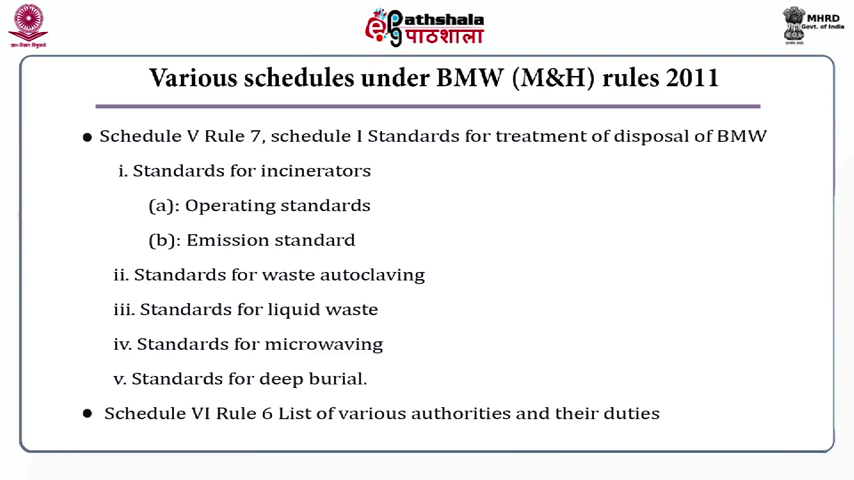 ePathshala
पाठशाला
MHRD
Govt. of India
Various schedules under BMW (M&H) rules 2011
● Schedule V Rule 7, schedule I Standards for treatment of disposal of BMW
i. Standards for incinerators
(a): Operating standards
(b): Emission standard
ii. Standards for waste autoclaving
iii. Standards for liquid waste
iv. Standards for microwaving
v. Standards for deep burial.
● Schedule VI Rule 6 List of various authorities and their duties